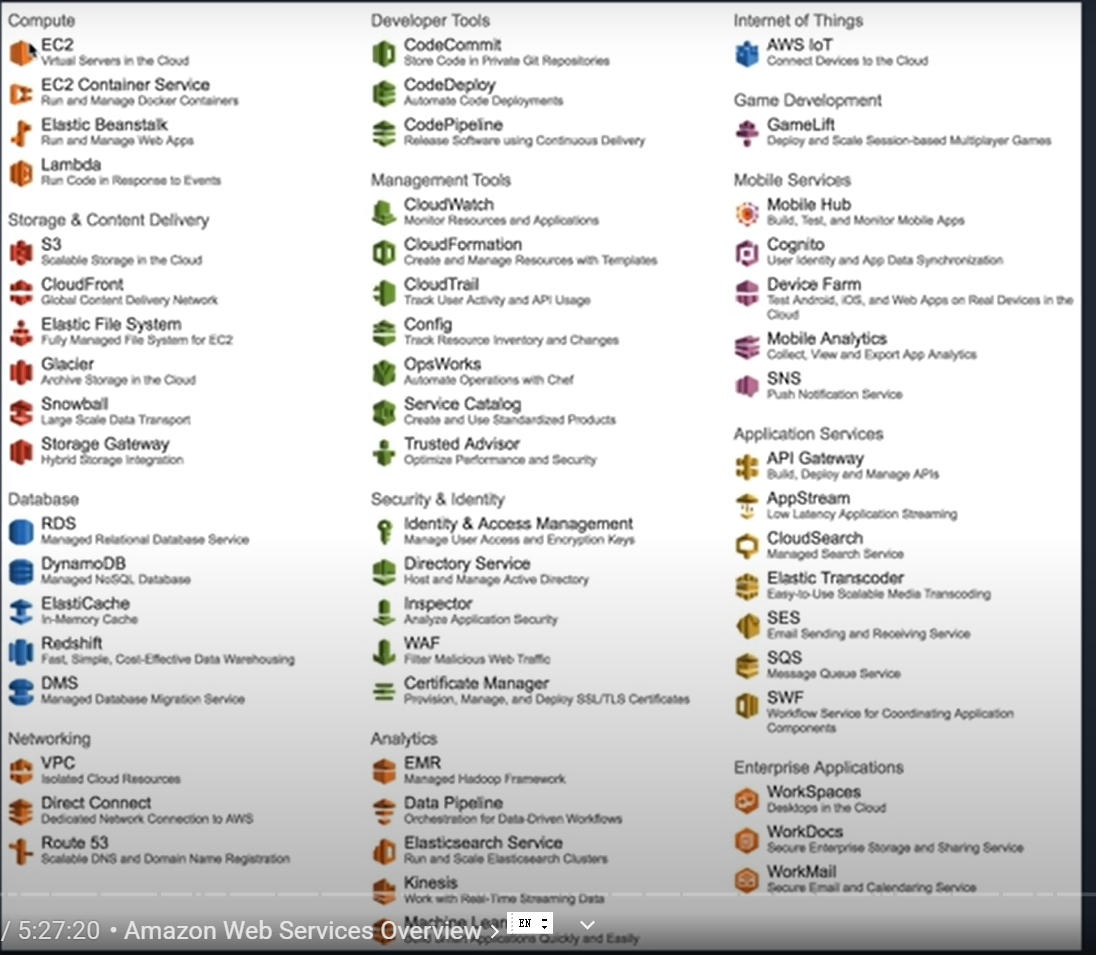 Compute
EC2
Virtual Servers in the Cloud
EC2 Container Service
Run and Manage Docker Containers
Elastic Beanstalk
Run and Manage Web Apps
Lambda
Run Code in Response to Events
Storage & Content Delivery
S3
Scalable Storage in the Cloud
CloudFront
Global Content Delivery Network
Elastic File System
Fully Managed File System for EC2
Glacier
Archive Storage in the Cloud
Snowball
Large Scale Data Transport
Storage Gateway
Hybrid Storage Integration
Database
RDS
Managed Relational Database Service
DynamoDB
Managed NoSQL Database
ElastiCache
In-Memory Cache
Redshift
Fast, Simple, Cost-Effective Data Warehousing
DMS
Managed Database Migration Service
Networking
VPC
Isolated Cloud Resources
Direct Connect
Dedicated Network Connection to AWS
Route 53
Scalable DNS and Domain Name Registration
Developer Tools
CodeCommit
Store Code in Private Git Repositories
CodeDeploy
Automate Code Deployments
CodePipeline
Release Software using Continuous Delivery
Management Tools
CloudWatch
Monitor Resources and Applications
CloudFormation
Create and Manage Resources with Templates
CloudTrail
Track User Activity and API Usage
Config
Track Resource Inventory and Changes
OpsWorks
Automate Operations with Chef
Service Catalog
Create and Use Standardized Products
Trusted Advisor
Optimize Performance and Security
Security & Identity
Identity & Access Management
Manage User Access and Encryption Keys
Directory Service
Host and Manage Active Directory
Inspector
Analyze Application Security
WAF
Filter Malicious Web Traffic
Certificate Manager
Provision, Manage, and Deploy SSL/TLS Certificates
Analytics
EMR
Managed Hadoop Framework
Data Pipeline
Orchestration for Data-Driven Workflows
Elasticsearch Service
Run and Scale Elasticsearch Clusters
Kinesis
Work with Real-Time Streaming Data
Machine Lear
Applications Quickly and Easily
Internet of Things
AWS IoT
Connect Devices to the Cloud
Game Development
GameLift
Deploy and Scale Session-based Multiplayer Games
Mobile Services
Mobile Hub
Build, Test, and Monitor Mobile Apps
Cognito
User Identity and App Data Synchronization
Device Farm
Test Android, iOS, and Web Apps on Real Devices in the
Cloud
Mobile Analytics
Collect, View and Export App Analytics
SNS
Push Notification Service
Application Services
API Gateway
Build, Deploy and Manage APIs
AppStream
Low Latency Application Streaming
CloudSearch
Managed Search Service
Elastic Transcoder
Easy-to-Use Scalable Media Transcoding
SES
Email Sending and Receiving Service
SQS
Message Queue Service
SWF
Workflow Service for Coordinating Application
Components
Enterprise Applications
WorkSpaces
Desktops in the Cloud
WorkDocs
Secure Enterprise Storage and Sharing Service
WorkMail
Secure Email and Calendaring Service
/ 5:27:20 • Amazon Web Services Overview >
EN